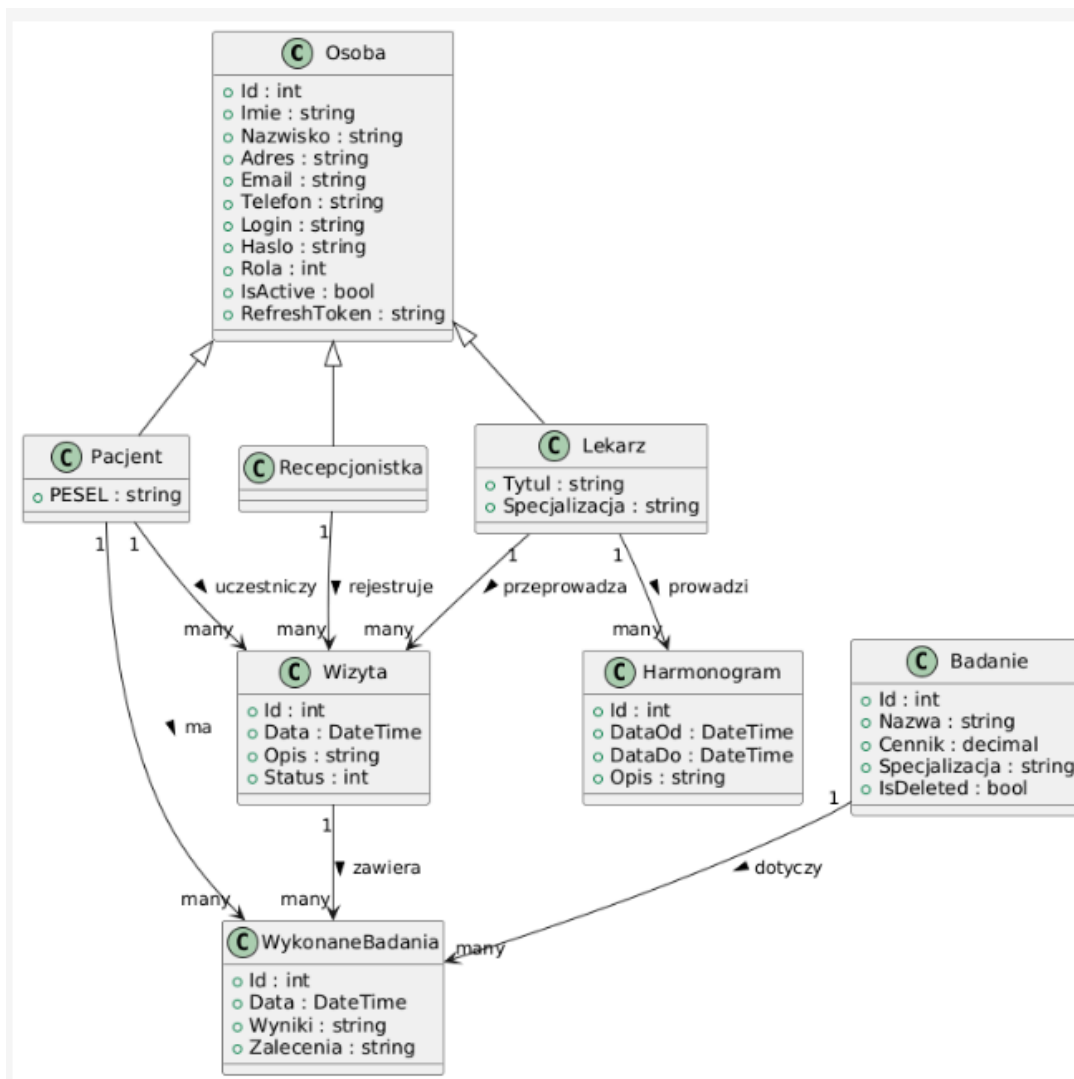 C Osoba
Id : int
Imie : string
Nazwisko : string
Adres : string
Email : string
Telefon : string
Login : string
Haslo : string
Rola : int
IsActive : bool
RefreshToken : string
C Pacjent
PESEL : string
C Recepcjonistka
C Lekarz
Tytul : string
Specjalizacja : string
1
1
1
1
1
uczestniczy
rejestruje
przeprowadza
prowadzi
many
many
many
many
C Wizyta
Id : int
Data : DateTime
Opis : string
Status : int
C Harmonogram
Id : int
DataOd : DateTime
DataDo : DateTime
Opis : string
C Badanie
Id : int
Nazwa : string
Cennik : decimal
Specjalizacja : string
IsDeleted : bool
ma
1
1
zawiera
dotyczy
many
many
many
C WykonaneBadania
Id : int
Data : DateTime
Wyniki : string
Zalecenia : string